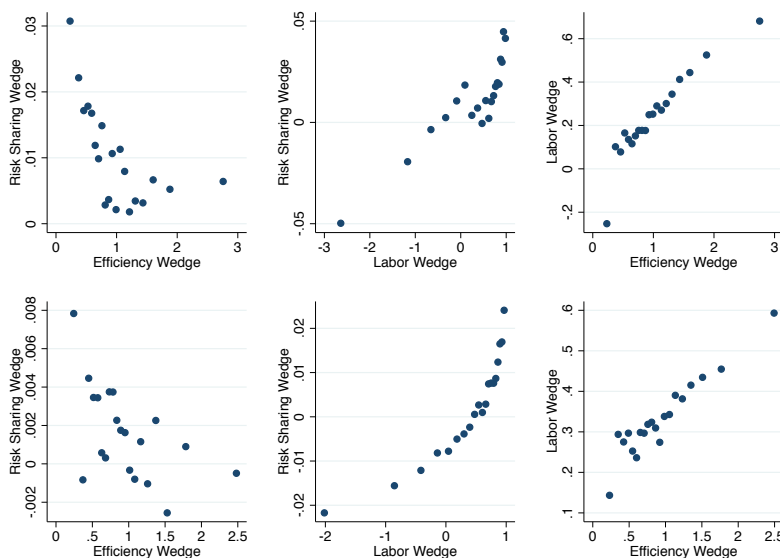 Risk Sharing Wedge
0 .01 .02 .03
0 1 2 3
Efficiency Wedge
Risk Sharing Wedge
-.05 0 .05
-3 -2 -1 0 1
Labor Wedge
Labor Wedge
-.2 0 .2 .4 .6
0 1 2 3
Efficiency Wedge
Risk Sharing Wedge
-.002 0 .002 .004 .006 .008
0 .5 1 1.5 2 2.5
Efficiency Wedge
Risk Sharing Wedge
-.02 -.01 0 .01 .02
-2 -1 0 1
Labor Wedge
Labor Wedge
.1 .2 .3 .4 .5 .6
0 .5 1 1.5 2 2.5
Efficiency Wedge